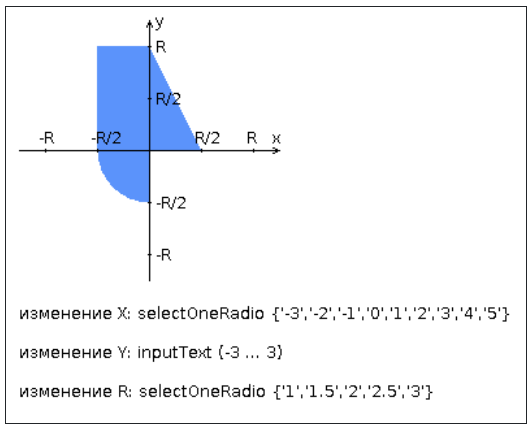 y
R
R/2
-R
-R/2
R/2
R
x
-R/2
-R
изменение X: selectOneRadio {'-3','-2','-1','0','1','2','3','4','5'}
изменение Y: inputText (-3 ... 3)
изменение R: selectOneRadio {'1','1.5','2','2.5','3'}